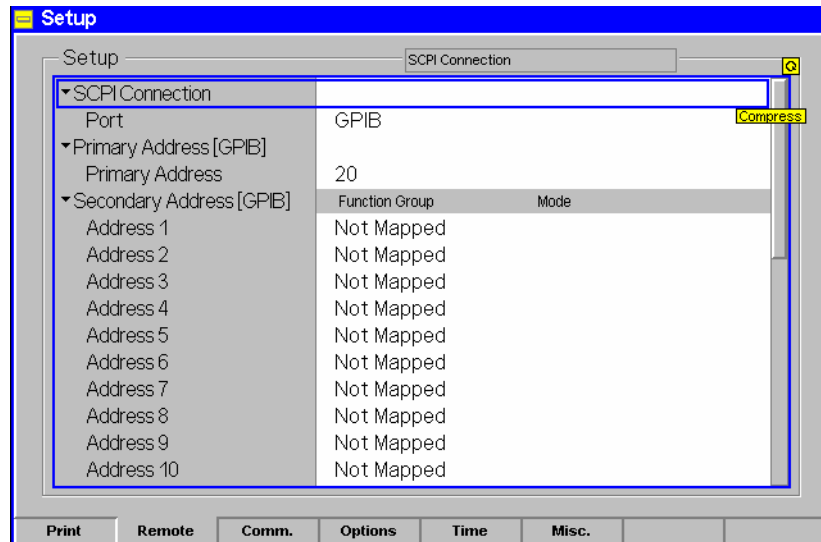 Setup
Setup
SCPI Connection
SCPI Connection
Compress
Port GPIB
Primary Address [GPIB]
Primary Address 20
Secondary Address [GPIB] Function Group Mode
Address 1 Not Mapped
Address 2 Not Mapped
Address 3 Not Mapped
Address 4 Not Mapped
Address 5 Not Mapped
Address 6 Not Mapped
Address 7 Not Mapped
Address 8 Not Mapped
Address 9 Not Mapped
Address 10 Not Mapped
Print Remote Comm. Options Time Misc.